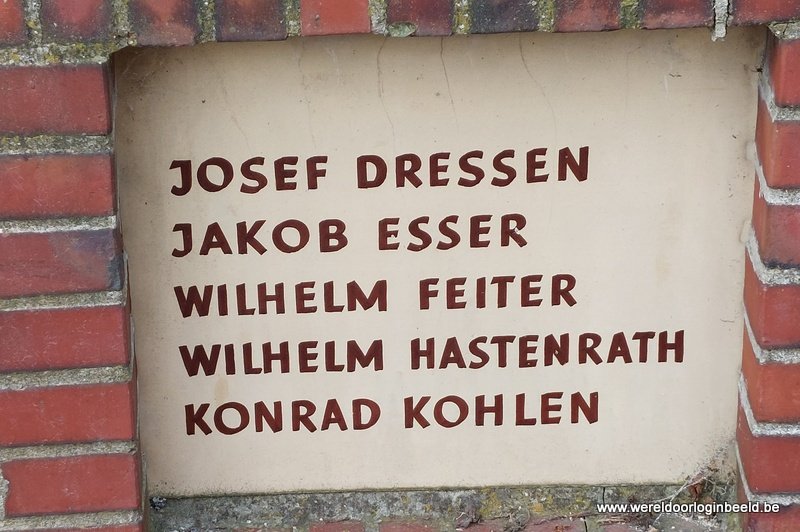 JOSEF DRESSEN
JAKOB ESSER
WILHELM FEITER
WILHELM HASTENRATH
KONRAD KOHLEN
www.wereldoorloginbeeld.be